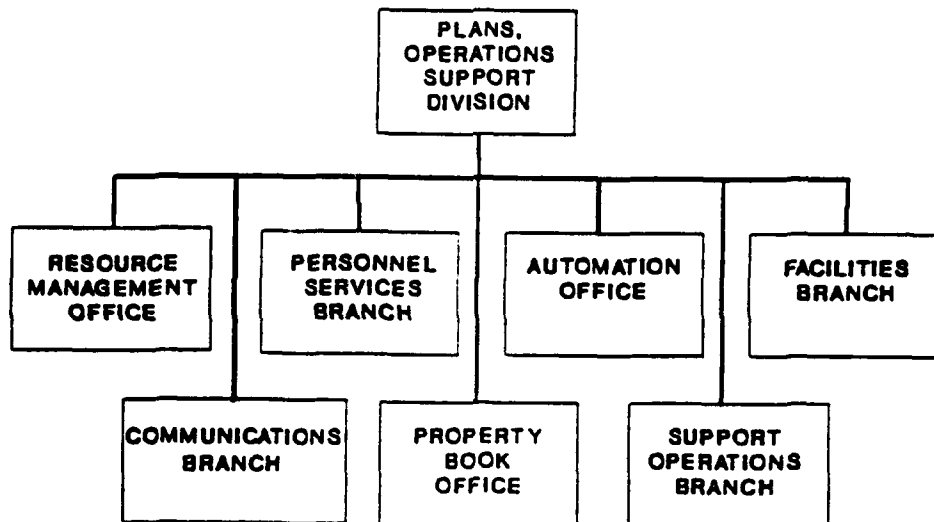 PLANS,
OPERATIONS
SUPPORT
DIVISION
RESOURCE
MANAGEMENT
OFFICE
PERSONNEL
SERVICES
BRANCH
AUTOMATION
OFFICE
FACILITIES
BRANCH
COMMUNICATIONS
BRANCH
PROPERTY
BOOK
OFFICE
SUPPORT
OPERATIONS
BRANCH